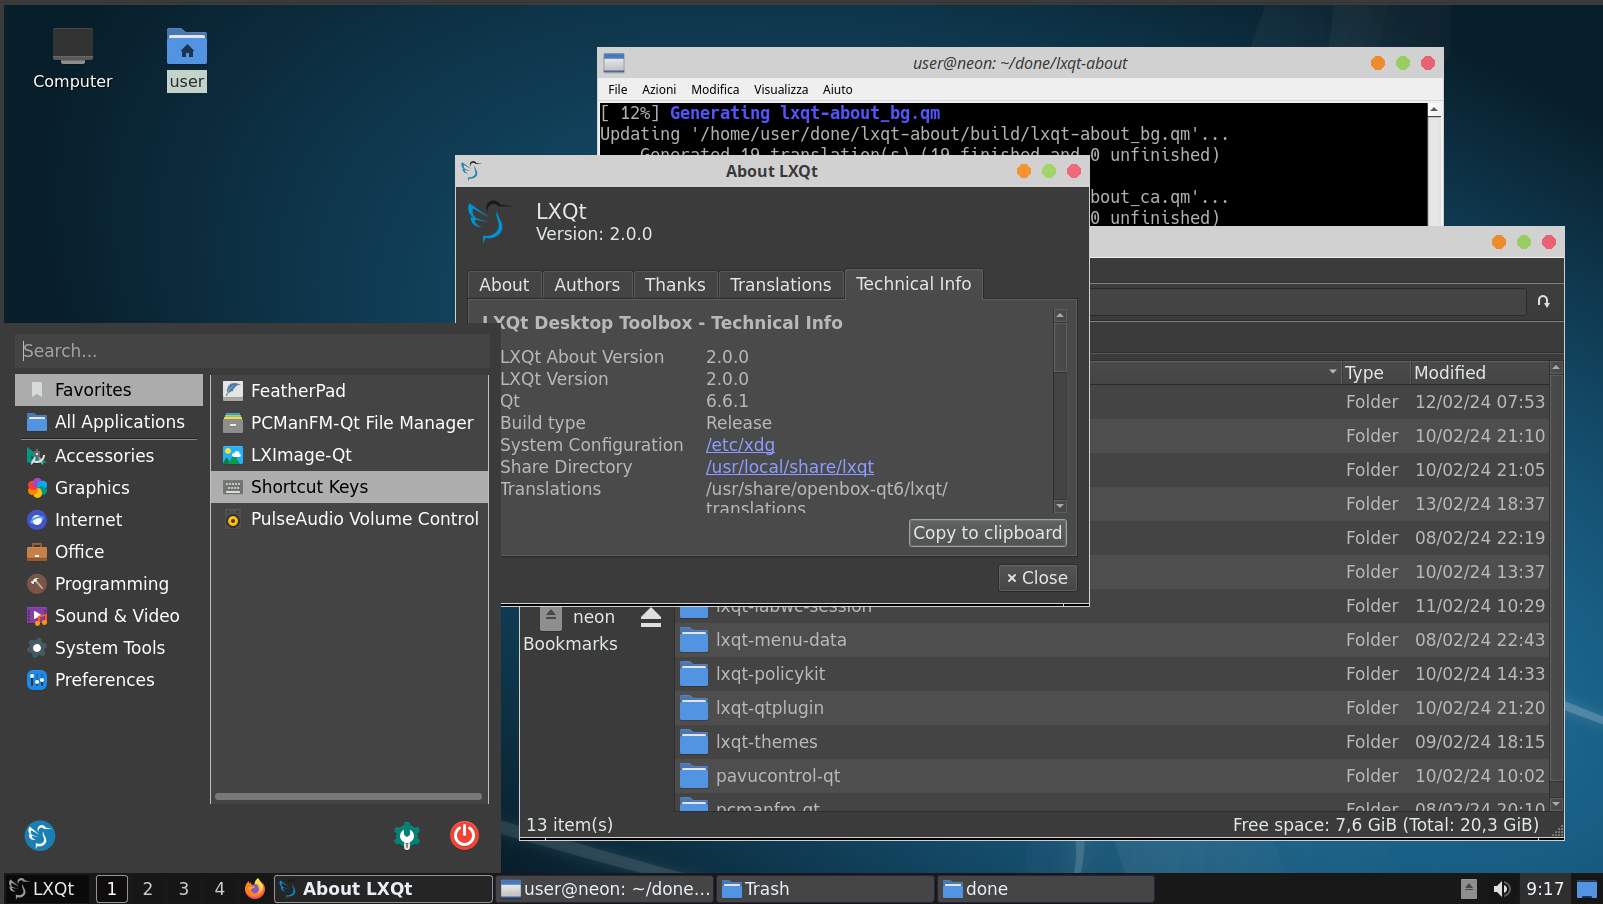 Computer
user
user@neon: ~/done/lxqt-about
File Azioni Modifica Visualizza Aiuto
[ 12%] Generating lxqt-about_bg.qm
Updating '/home/user/done/lxqt-about/build/lxqt-about_bg.qm'...
Generated 19 translation(s) (19 finished and 0 unfinished)
bout_ca.qm'...
0 unfinished)
About LXQt
LXQt
Version: 2.0.0
About Authors Thanks Translations Technical Info
LXQt Desktop Toolbox - Technical Info
LXQt About Version 2.0.0
LXQt Version 2.0.0
Qt 6.6.1
Build type Release
System Configuration /etc/xdg
Share Directory /usr/local/share/lxqt
Translations /usr/share/openbox-qt6/lxqt/
translations
Copy to clipboard
× Close
Search...
Favorites
All Applications
Accessories
Graphics
Internet
Office
Programming
Sound & Video
System Tools
Preferences
FeatherPad
PCManFM-Qt File Manager
LXImage-Qt
Shortcut Keys
PulseAudio Volume Control
Type Modified
Folder 12/02/24 07:53
Folder 10/02/24 21:10
Folder 10/02/24 21:05
Folder 13/02/24 18:37
Folder 08/02/24 22:19
Folder 10/02/24 13:37
lxqt-labwc-session Folder 11/02/24 10:29
lxqt-menu-data Folder 08/02/24 22:43
lxqt-policykit Folder 10/02/24 14:33
lxqt-qtplugin Folder 10/02/24 21:20
lxqt-themes Folder 09/02/24 18:15
pavucontrol-qt Folder 10/02/24 10:02
pcmanfm-qt Folder 08/02/24 20:10
neon
Bookmarks
13 item(s) Free space: 7,6 GiB (Total: 20,3 GiB)
LXQt 1 2 3 4 About LXQt user@neon: ~/done... Trash done 9:17